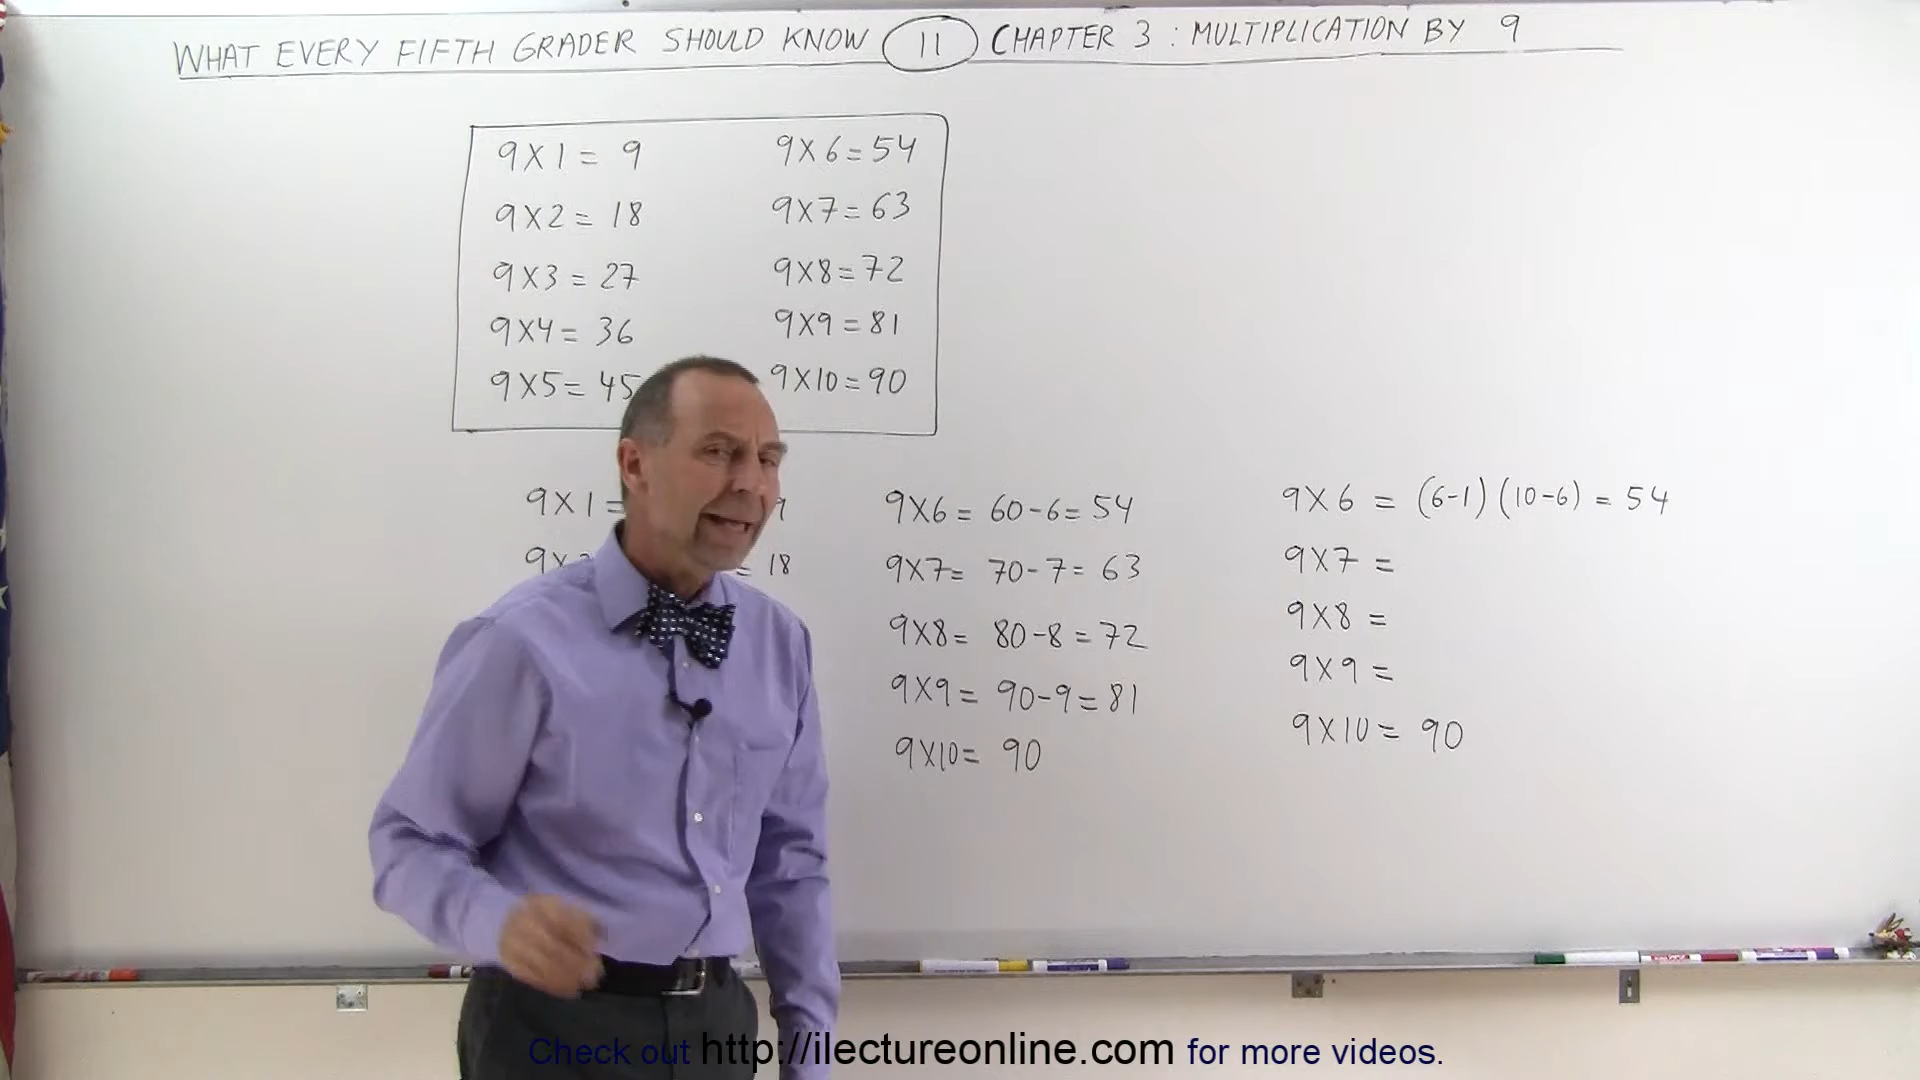 WHAT EVERY FIFTH GRADER SHOULD KNOW 11 CHAPTER 3 : MULTIPLICATION BY 9
9X1= 9
9X2= 18
9X3 = 27
9X4= 36
9X5= 45
9X6=54
9X7=63
9X8=72
9X9=81
9X10=90
9X1=
= 18
9X6= 60-6=54
9X7= 70-7=63
9X8= 80-8=72
9X9= 90-9=81
9X10= 90
9X6 = (6-1)(10-6) = 54
9X7 =
9X8 =
9X9 =
9X10= 90
Check out http://ilectureonline.com for more videos.